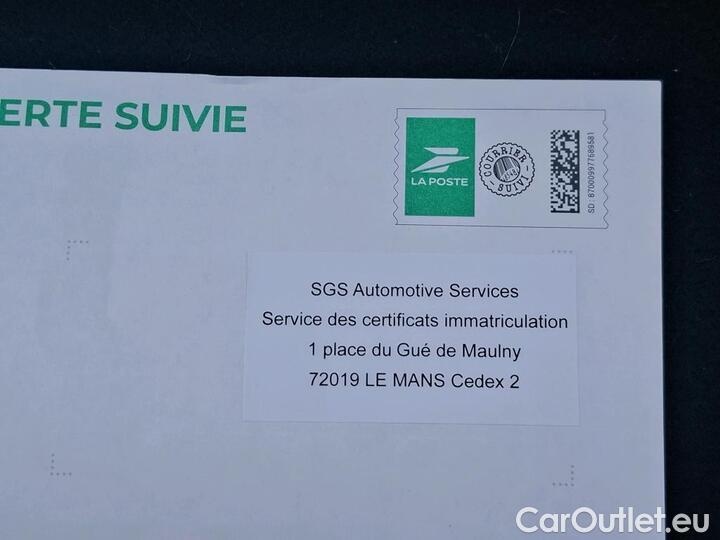 ERTE SUIVIE
LA POSTE
COURRIER
SUIVI
SD : 870009977689581
SGS Automotive Services
Service des certificats immatriculation
1 place du Gué de Maulny
72019 LE MANS Cedex 2
CarOutlet.eu